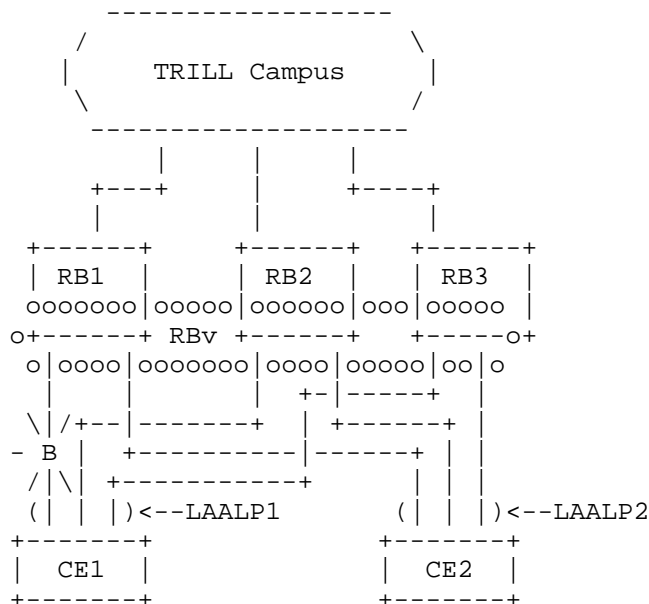 TRILL Campus
RB1 RB2 RB3
RBv
B
(| | |)<--LAALP1 (| | |)<--LAALP2
CE1 CE2